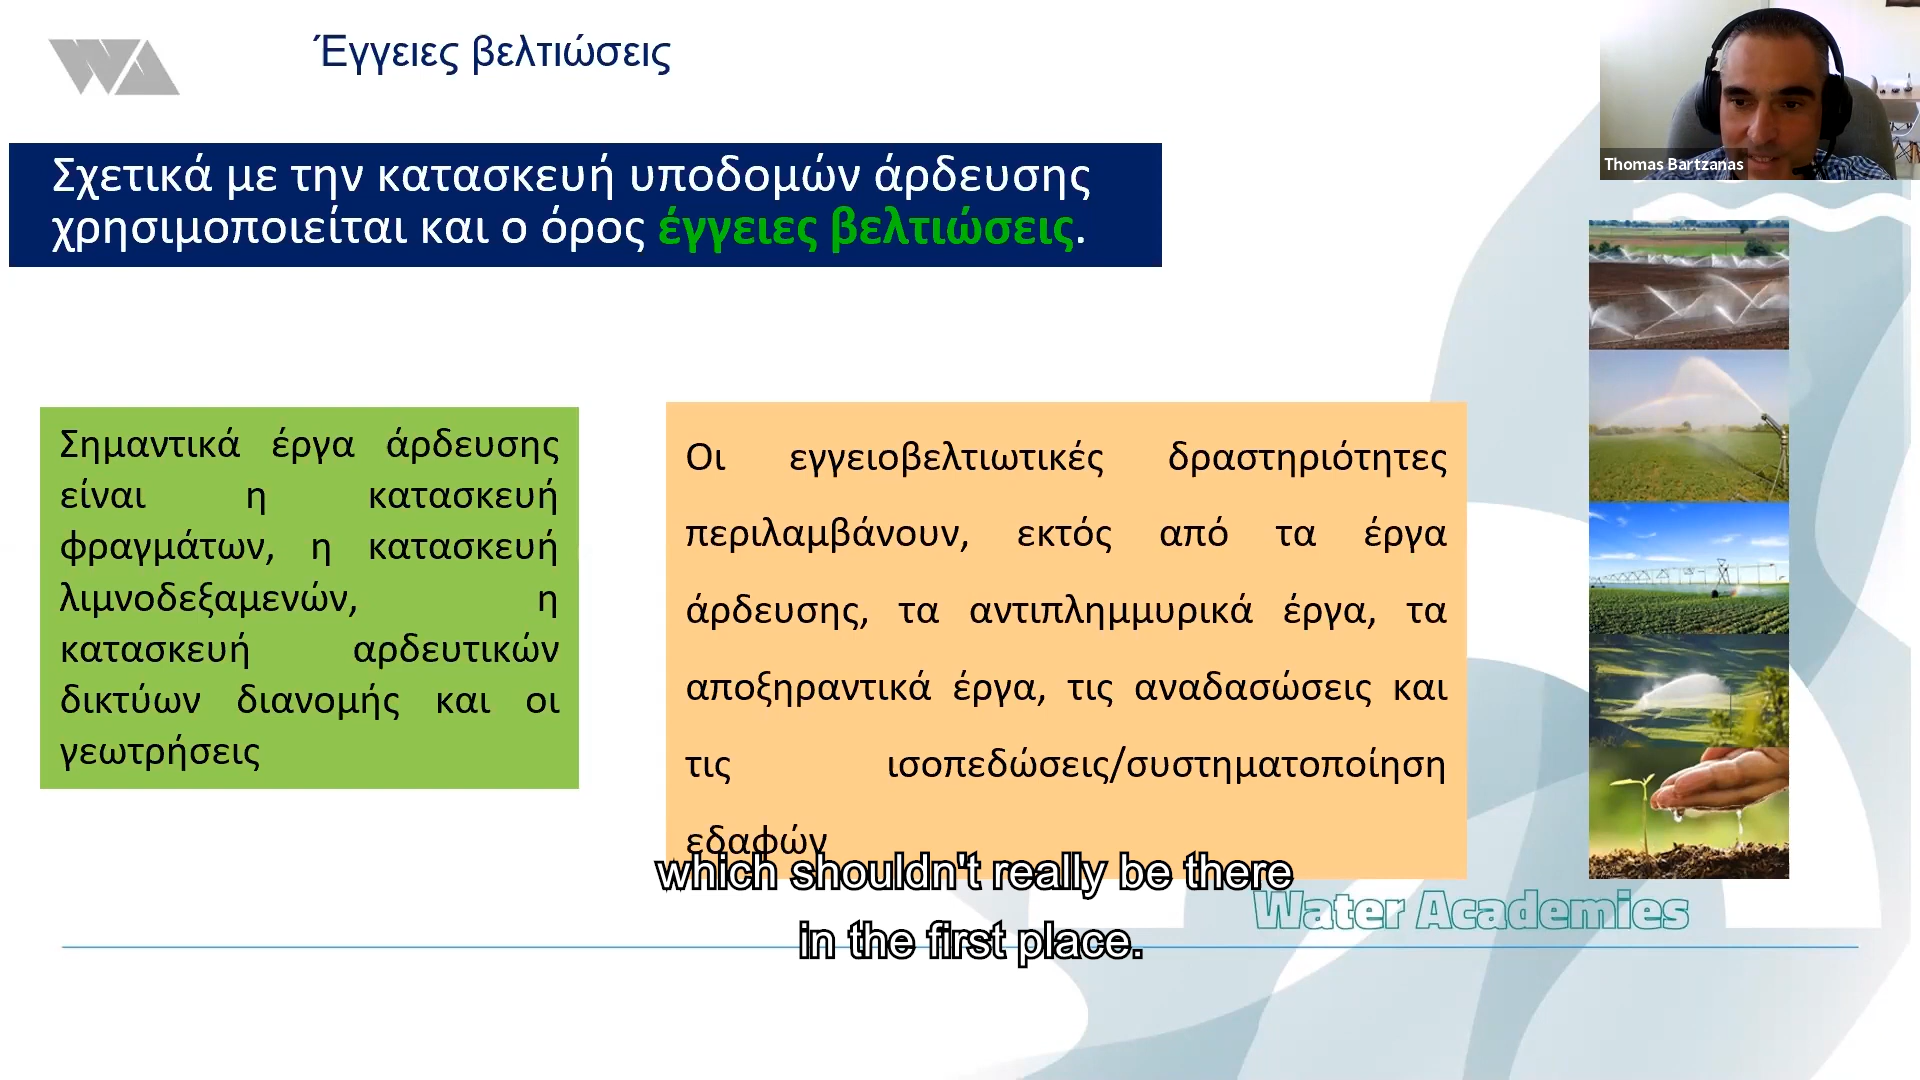 WA
Έγγειες βελτιώσεις
Thomas Bartzanas
Σχετικά με την κατασκευή υποδομών άρδευσης
χρησιμοποιείται και ο όρος έγγειες βελτιώσεις.
Σημαντικά έργα άρδευσης
είναι η κατασκευή
φραγμάτων, η κατασκευή
λιμνοδεξαμενών, η
κατασκευή αρδευτικών
δικτύων διανομής και οι
γεωτρήσεις
Οι εγγειοβελτιωτικές δραστηριότητες
περιλαμβάνουν, εκτός από τα έργα
άρδευσης, τα αντιπλημμυρικά έργα, τα
αποξηραντικά έργα, τις αναδασώσεις και
τις ισοπεδώσεις/συστηματοποίηση
εδαφών
which shouldn't really be there
in the first place.
Water Academies